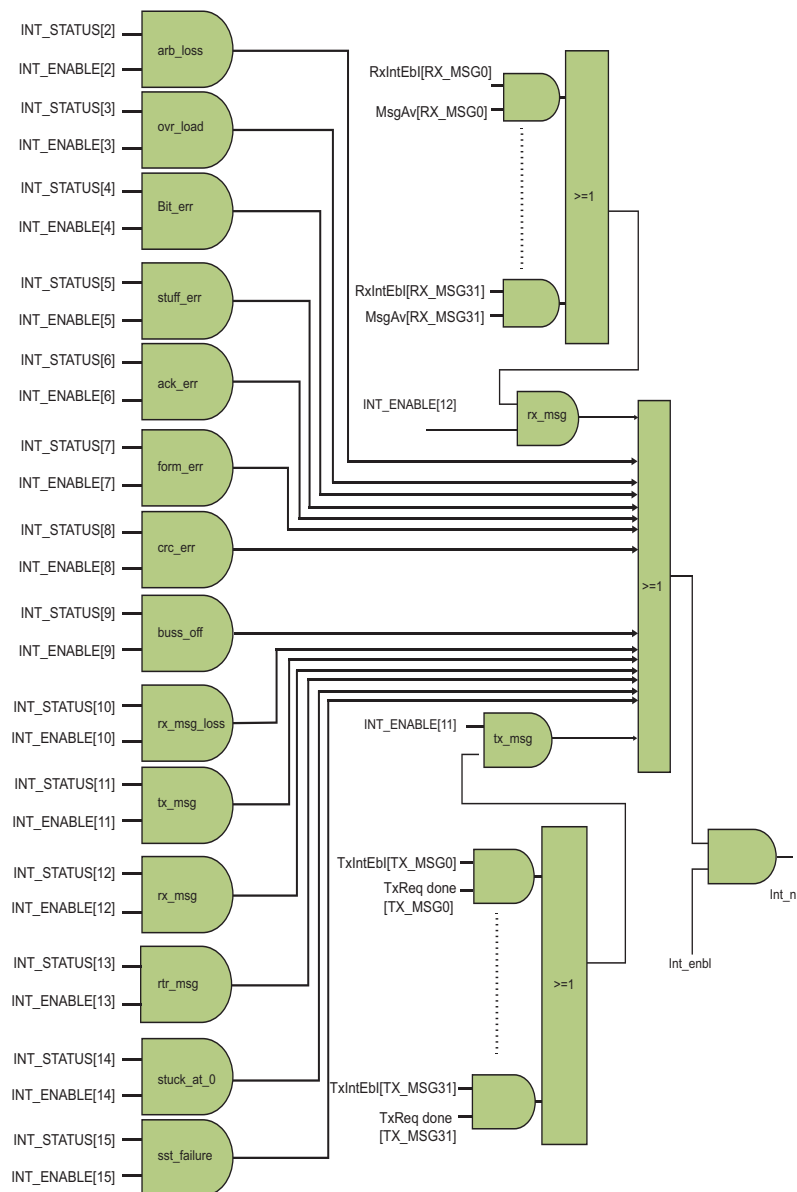 INT_STATUS[2]
arb_loss
INT_ENABLE[2]
INT_STATUS[3]
ovr_load
INT_ENABLE[3]
INT_STATUS[4]
Bit_err
INT_ENABLE[4]
INT_STATUS[5]
stuff_err
INT_ENABLE[5]
INT_STATUS[6]
ack_err
INT_ENABLE[6]
INT_STATUS[7]
form_err
INT_ENABLE[7]
INT_STATUS[8]
crc_err
INT_ENABLE[8]
INT_STATUS[9]
buss_off
INT_ENABLE[9]
INT_STATUS[10]
rx_msg_loss
INT_ENABLE[10]
INT_STATUS[11]
tx_msg
INT_ENABLE[11]
INT_STATUS[12]
rx_msg
INT_ENABLE[12]
INT_STATUS[13]
rtr_msg
INT_ENABLE[13]
INT_STATUS[14]
stuck_at_0
INT_ENABLE[14]
INT_STATUS[15]
sst_failure
INT_ENABLE[15]
RxIntEbl[RX_MSG0]
MsgAv[RX_MSG0]
>=1
RxIntEbl[RX_MSG31]
MsgAv[RX_MSG31]
INT_ENABLE[12]
rx_msg
>=1
INT_ENABLE[11]
tx_msg
TxIntEbl[TX_MSG0]
TxReq done
[TX_MSG0]
>=1
TxIntEbl[TX_MSG31]
TxReq done
[TX_MSG31]
Int_n
Int_enbl